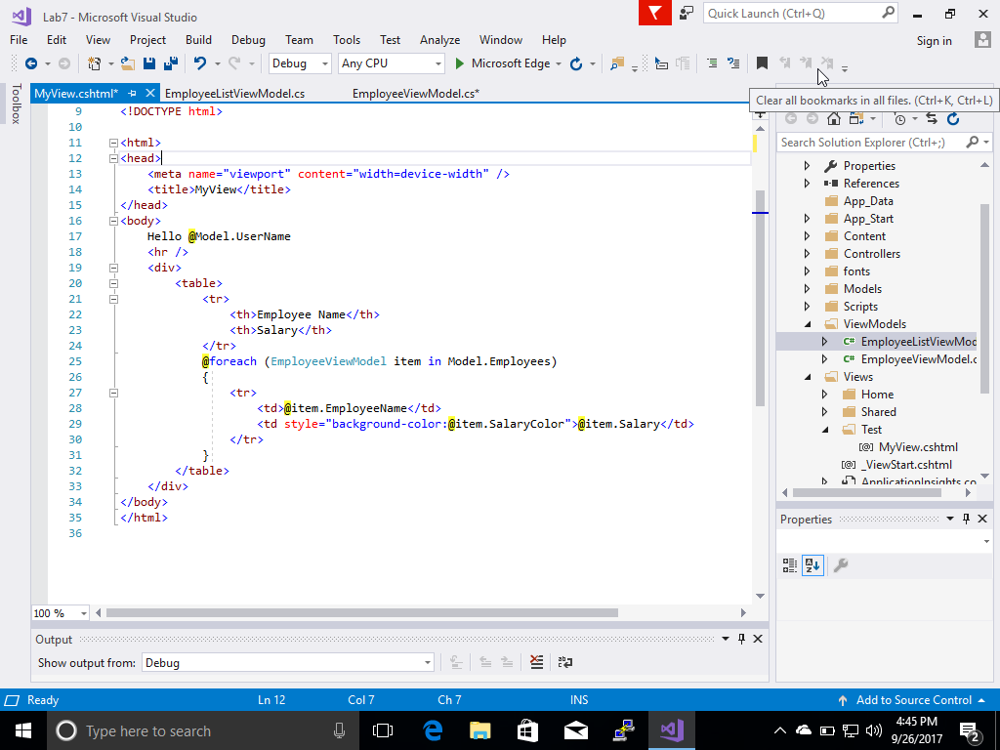 Lab7 - Microsoft Visual Studio
Quick Launch (Ctrl+Q)
File Edit View Project Build Debug Team Tools Test Analyze Window Help
Sign in
Debug Any CPU Microsoft Edge
Toolbox
MyView.cshtml* EmployeeListViewModel.cs EmployeeViewModel.cs*
Clear all bookmarks in all files. (Ctrl+K, Ctrl+L)
9 <!DOCTYPE html>
10
11 <html>
12 <head>
13 <meta name="viewport" content="width=device-width" />
14 <title>MyView</title>
15 </head>
16 <body>
17 Hello @Model.UserName
18 <hr />
19 <div>
20 <table>
21 <tr>
22 <th>Employee Name</th>
23 <th>Salary</th>
24 </tr>
25 @foreach (EmployeeViewModel item in Model.Employees)
26 {
27 <tr>
28 <td>@item.EmployeeName</td>
29 <td style="background-color:@item.SalaryColor">@item.Salary</td>
30 </tr>
31 }
32 </table>
33 </div>
34 </body>
35 </html>
36
100 %
Search Solution Explorer (Ctrl+;)
Properties
References
App_Data
App_Start
Content
Controllers
fonts
Models
Scripts
ViewModels
C# EmployeeListViewMod
C# EmployeeViewModel.c
Views
Home
Shared
Test
[@] MyView.cshtml
[@] _ViewStart.cshtml
ApplicationInsights.co
Properties
Output
Show output from: Debug
Ready Ln 12 Col 7 Ch 7 INS Add to Source Control
Type here to search
4:45 PM
9/26/2017
2